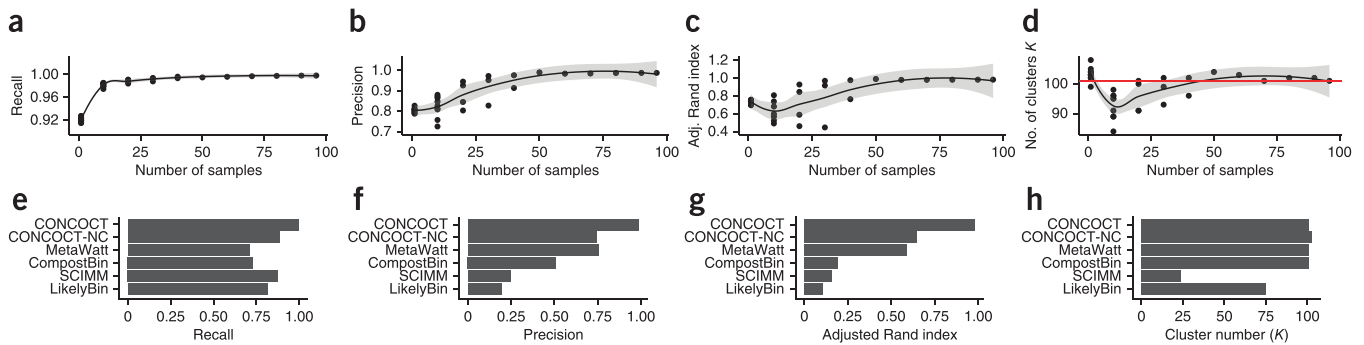 a
Recall
1.00
0.96
0.92
0 25 50 75 100
Number of samples
b
Precision
1.0
0.9
0.8
0.7
0 25 50 75 100
Number of samples
c
Adj. Rand index
1.2
1.0
0.8
0.6
0.4
0 25 50 75 100
Number of samples
d
No. of clusters K
100
90
0 25 50 75 100
Number of samples
e
CONCOCT
CONCOCT-NC
MetaWatt
CompostBin
SCIMM
LikelyBin
0 0.25 0.50 0.75 1.00
Recall
f
CONCOCT
CONCOCT-NC
MetaWatt
CompostBin
SCIMM
LikelyBin
0 0.25 0.50 0.75 1.00
Precision
g
CONCOCT
CONCOCT-NC
MetaWatt
CompostBin
SCIMM
LikelyBin
0 0.25 0.50 0.75 1.00
Adjusted Rand index
h
CONCOCT
CONCOCT-NC
MetaWatt
CompostBin
SCIMM
LikelyBin
0 25 50 75 100
Cluster number (K)